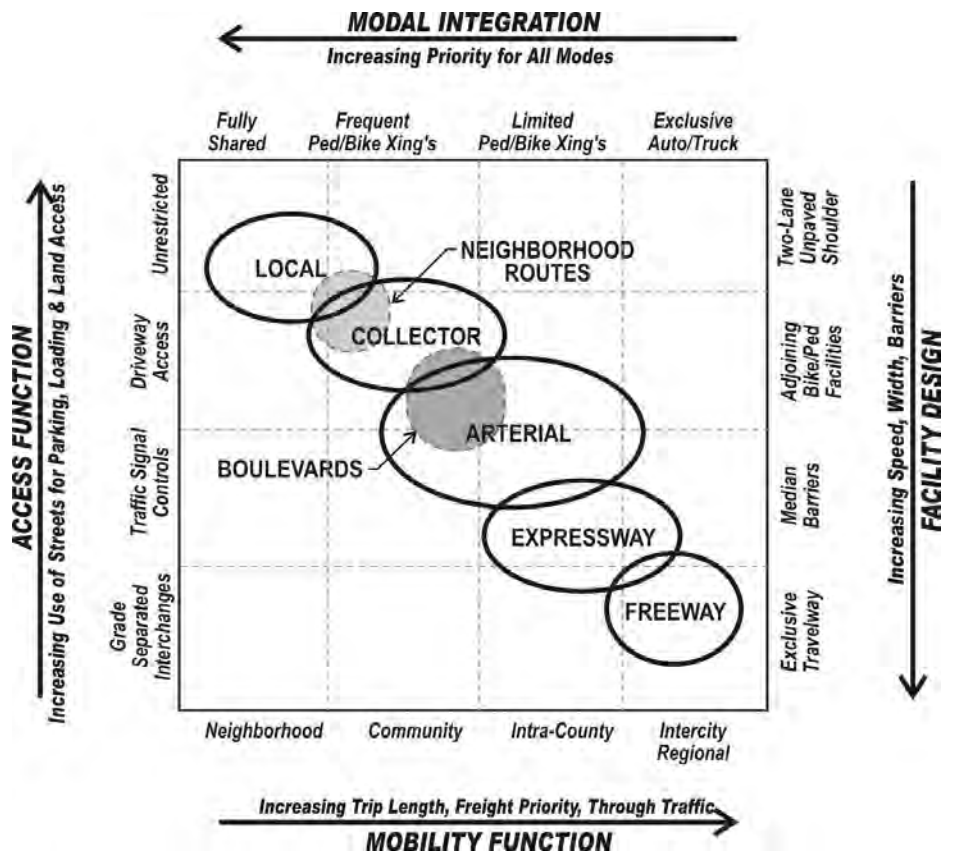 MODAL INTEGRATION
Increasing Priority for All Modes
Fully
Shared
Frequent
Ped/Bike Xing's
Limited
Ped/Bike Xing's
Exclusive
Auto/Truck
ACCESS FUNCTION
Increasing Use of Streets for Parking, Loading & Land Access
Unrestricted
Driveway
Access
Traffic Signal
Controls
Grade
Separated
Interchanges
LOCAL
NEIGHBORHOOD
ROUTES
COLLECTOR
ARTERIAL
BOULEVARDS
EXPRESSWAY
FREEWAY
Two-Lane
Unpaved
Shoulder
Adjoining
Bike/Ped
Facilities
Median
Barriers
Exclusive
Travelway
Increasing Speed, Width, Barriers
FACILITY DESIGN
Neighborhood
Community
Intra-County
Intercity
Regional
Increasing Trip Length, Freight Priority, Through Traffic
MOBILITY FUNCTION